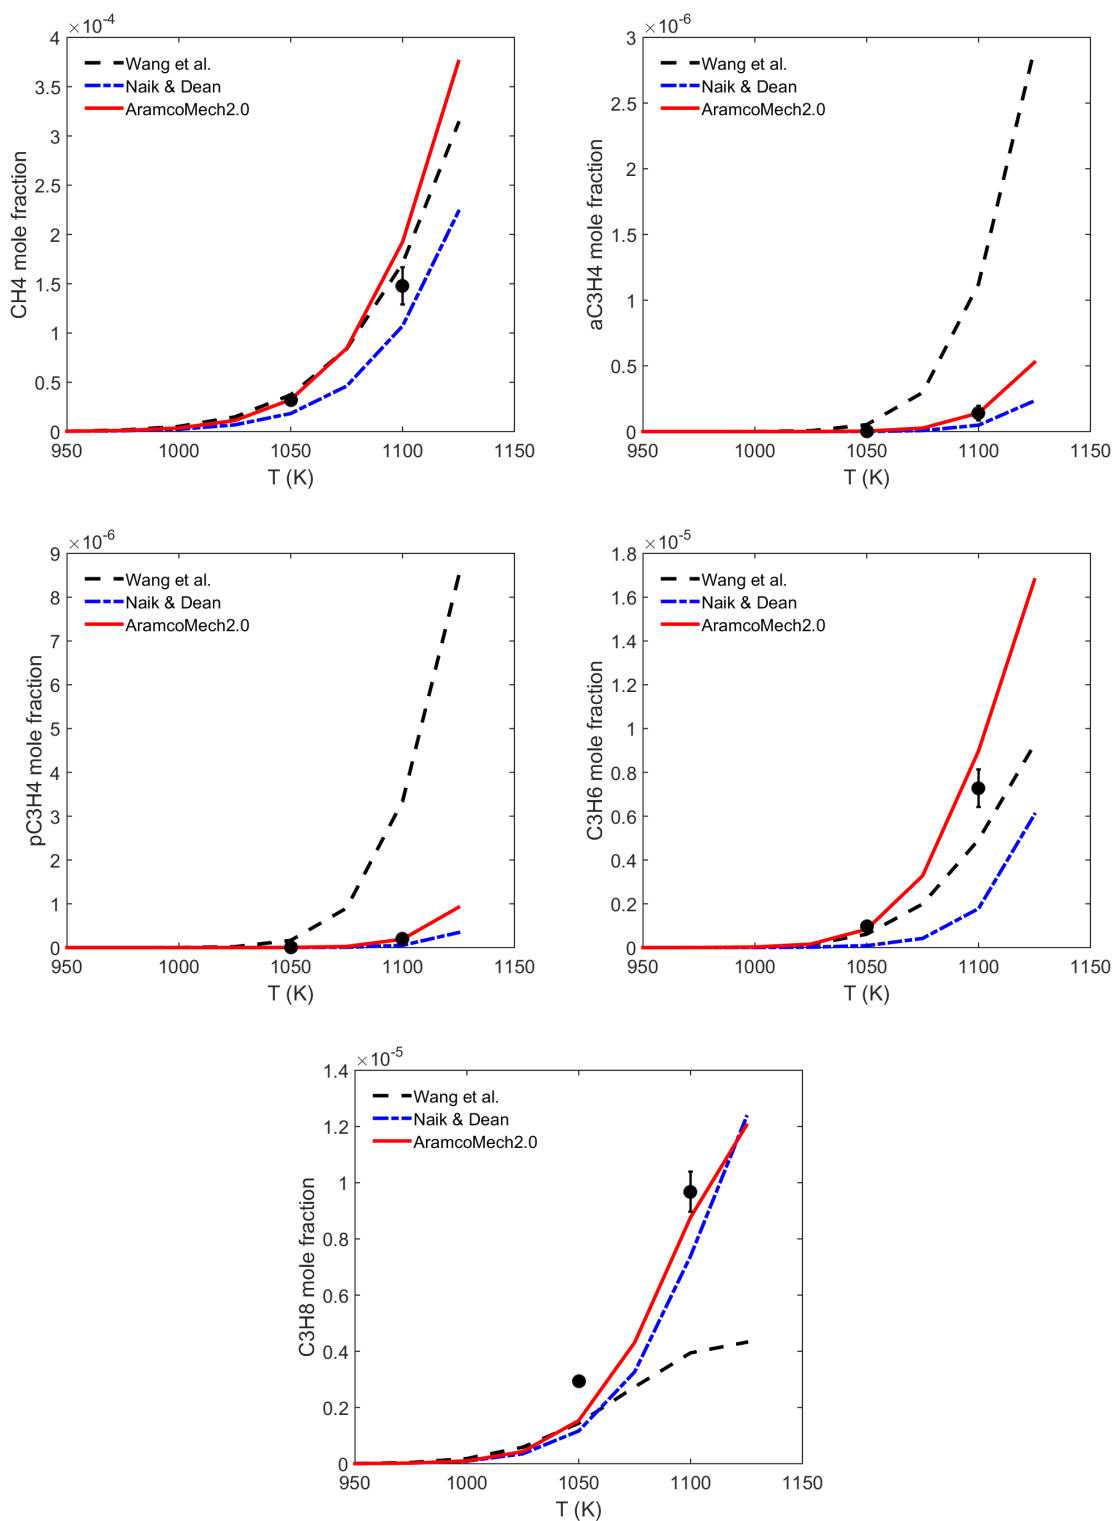 ×10-4
4
3.5
3
2.5
2
1.5
1
0.5
0
CH4 mole fraction
Wang et al.
Naik & Dean
AramcoMech2.0
950 1000 1050 1100 1150
T (K)
×10-6
3
2.5
2
1.5
1
0.5
0
aC3H4 mole fraction
Wang et al.
Naik & Dean
AramcoMech2.0
950 1000 1050 1100 1150
T (K)
×10-6
9
8
7
6
5
4
3
2
1
0
pC3H4 mole fraction
Wang et al.
Naik & Dean
AramcoMech2.0
950 1000 1050 1100 1150
T (K)
×10-5
1.8
1.6
1.4
1.2
1
0.8
0.6
0.4
0.2
0
C3H6 mole fraction
Wang et al.
Naik & Dean
AramcoMech2.0
950 1000 1050 1100 1150
T (K)
×10-5
1.4
1.2
1
0.8
0.6
0.4
0.2
0
C3H8 mole fraction
Wang et al.
Naik & Dean
AramcoMech2.0
950 1000 1050 1100 1150
T (K)